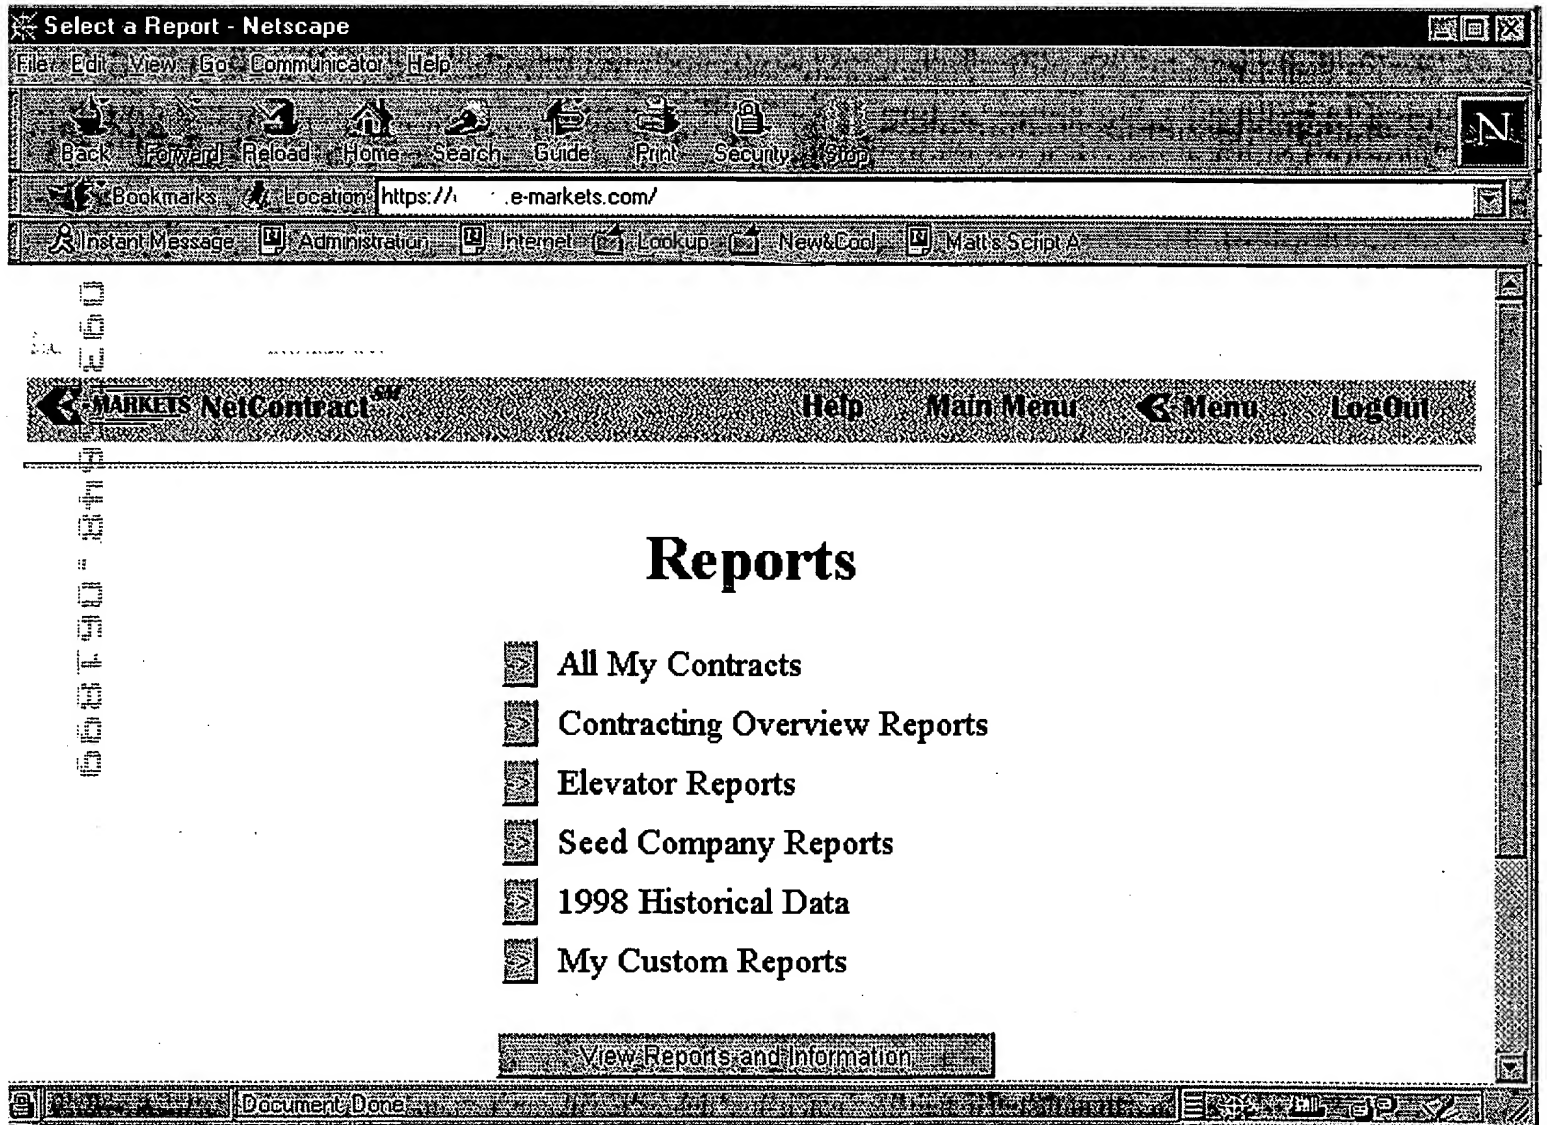 Select a Report - Netscape
File Edit View Go Communicator Help
Back Forward Reload Home Search Guide Print Security Stop
N
Bookmarks Location: https:// .e-markets.com/
Instant Message Administration Internet Lookup New&Cool Matt's Script A
-MARKETS NetContract SM Help Main Menu Menu LogOut
Reports
> All My Contracts
> Contracting Overview Reports
> Elevator Reports
> Seed Company Reports
> 1998 Historical Data
> My Custom Reports
View Reports and Information
Document: Done